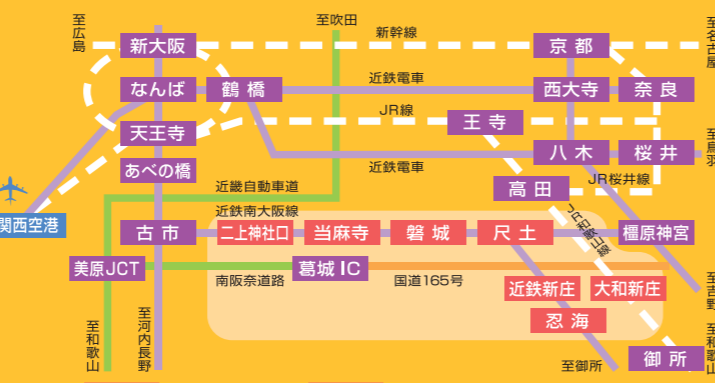 至広島
新大阪
至吹田
新幹線
京都
至名古屋
なんば
鶴橋
近鉄電車
西大寺
奈良
JR線
天王寺
王寺
至鳥羽
あべの橋
近鉄電車
八木
桜井
近畿自動車道
高田
JR桜井線
関西空港
近鉄南大阪線
JR和歌山線
古市
二上神社口
当麻寺
磐城
尺土
橿原神宮
美原JCT
南阪奈道路
葛城IC
国道165号
近鉄新庄
大和新庄
至吉野
忍海
至和歌山
至河内長野
至御所
御所
至和歌山